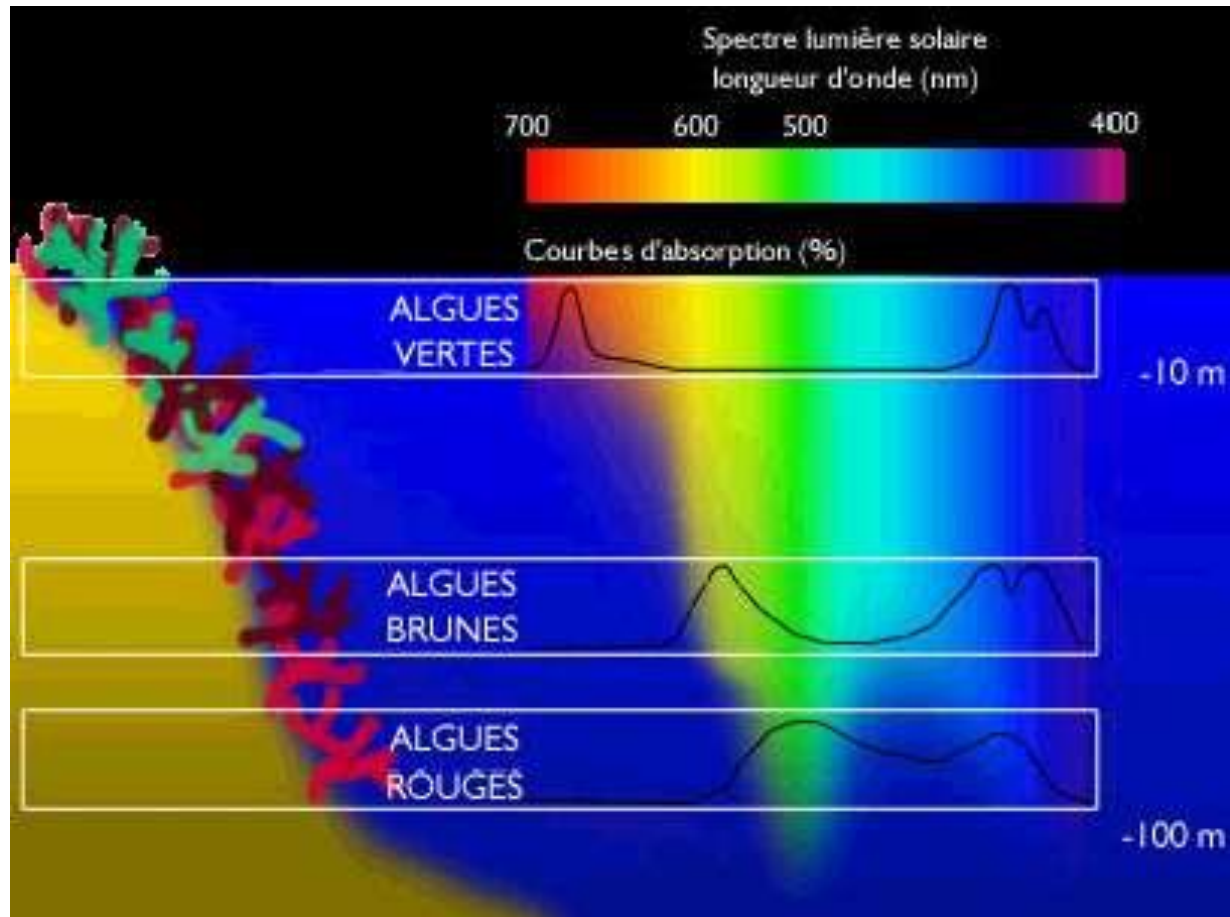 Spectre lumière solaire
longueur d'onde (nm)
700 600 500 400
Courbes d'absorption (%)
ALGUES
VERTES
-10 m
ALGUES
BRUNES
ALGUES
ROUGES
-100 m